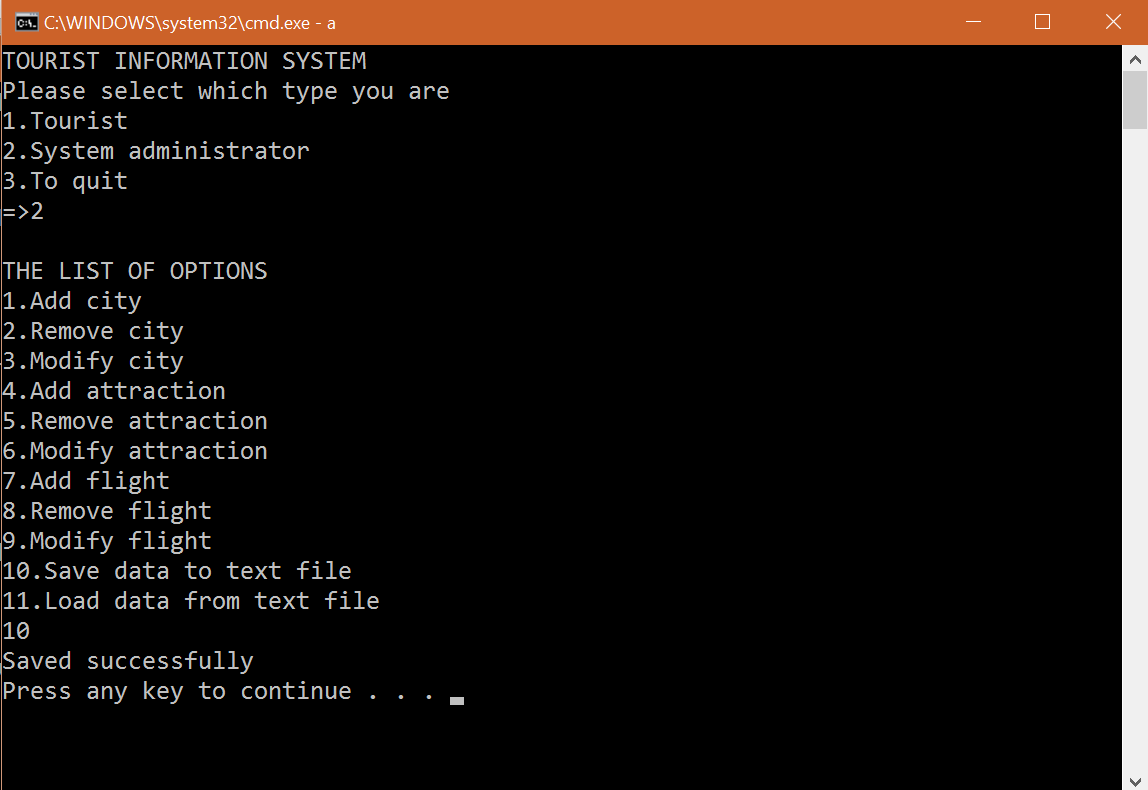 C:\WINDOWS\system32\cmd.exe - a
TOURIST INFORMATION SYSTEM
Please select which type you are
1.Tourist
2.System administrator
3.To quit
=>2
THE LIST OF OPTIONS
1.Add city
2.Remove city
3.Modify city
4.Add attraction
5.Remove attraction
6.Modify attraction
7.Add flight
8.Remove flight
9.Modify flight
10.Save data to text file
11.Load data from text file
10
Saved successfully
Press any key to continue . . .